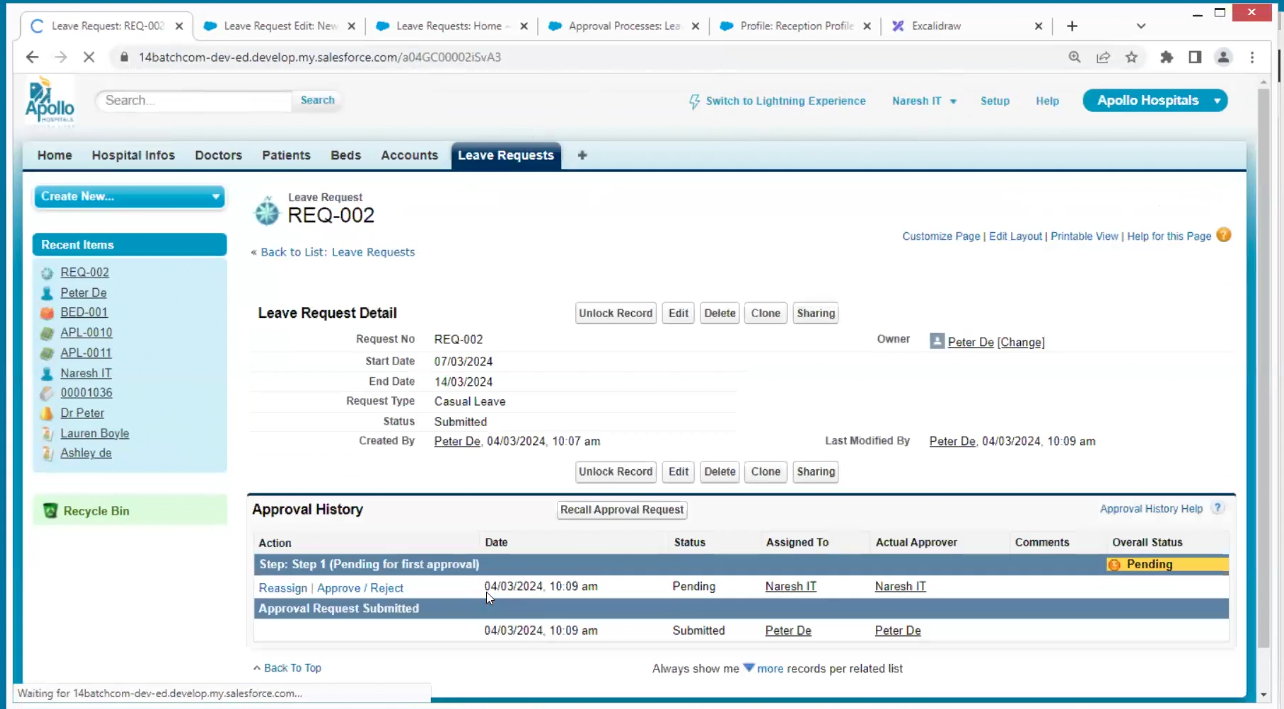 Leave Request: REQ-002
Leave Request Edit: New
Leave Requests: Home ~
Approval Processes: Lea
Profile: Reception Profile
Excalidraw
14batchcom-dev-ed.develop.my.salesforce.com/a04GC00002iSvA3
Apollo
HOSPITALS
Search...
Search
Switch to Lightning Experience
Naresh IT
Setup
Help
Apollo Hospitals
Home
Hospital Infos
Doctors
Patients
Beds
Accounts
Leave Requests
Create New...
Recent Items
REQ-002
Peter De
BED-001
APL-0010
APL-0011
Naresh IT
00001036
Dr Peter
Lauren Boyle
Ashley de
Recycle Bin
Leave Request
REQ-002
Customize Page | Edit Layout | Printable View | Help for this Page
« Back to List: Leave Requests
Leave Request Detail
Unlock Record Edit Delete Clone Sharing
Request No REQ-002 Owner Peter De [Change]
Start Date 07/03/2024
End Date 14/03/2024
Request Type Casual Leave
Status Submitted
Created By Peter De, 04/03/2024, 10:07 am Last Modified By Peter De, 04/03/2024, 10:09 am
Unlock Record Edit Delete Clone Sharing
Approval History Recall Approval Request Approval History Help ?
Action Date Status Assigned To Actual Approver Comments Overall Status
Step: Step 1 (Pending for first approval) Pending
Reassign | Approve / Reject 04/03/2024, 10:09 am Pending Naresh IT Naresh IT
Approval Request Submitted
04/03/2024, 10:09 am Submitted Peter De Peter De
^ Back To Top Always show me more records per related list
Waiting for 14batchcom-dev-ed.develop.my.salesforce.com...